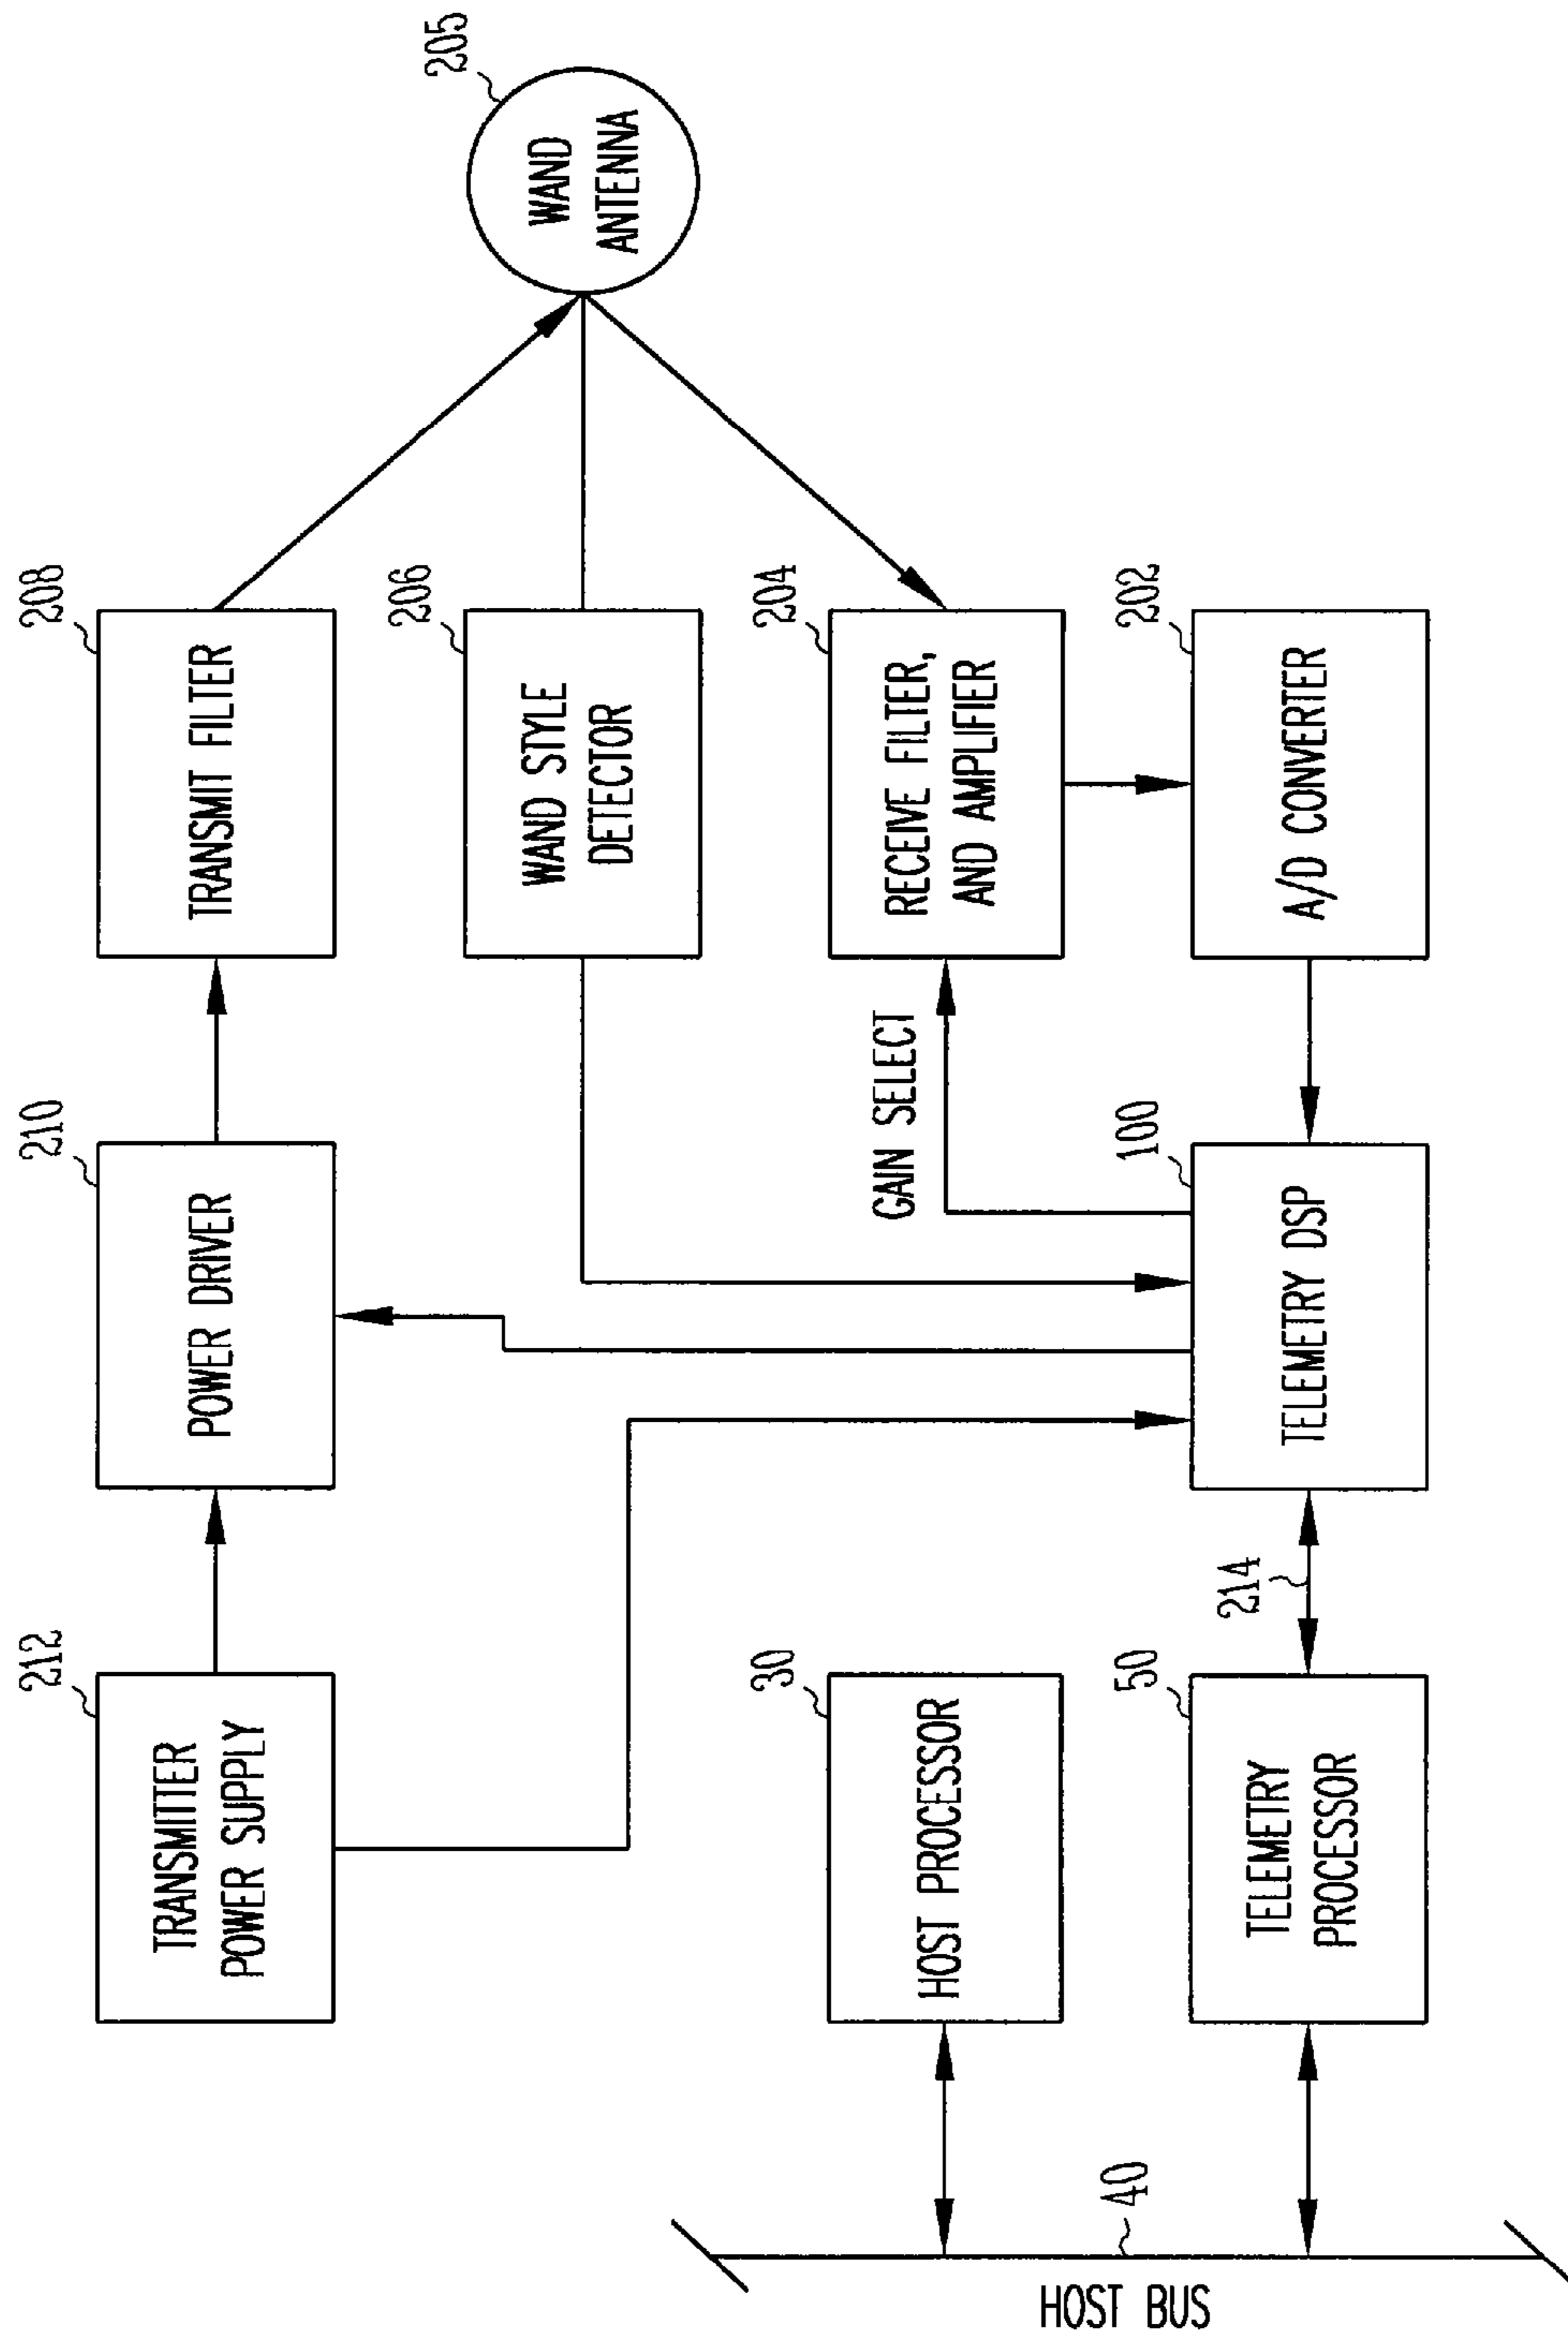 212
TRANSMITTER
POWER SUPPLY
210
POWER DRIVER
208
TRANSMIT FILTER
206
WAND STYLE
DETECTOR
205
WAND
ANTENNA
30
HOST PROCESSOR
GAIN SELECT
204
RECEIVE FILTER,
AND AMPLIFIER
HOST BUS
40
50
TELEMETRY
PROCESSOR
214
100
TELEMETRY DSP
202
A/D CONVERTER